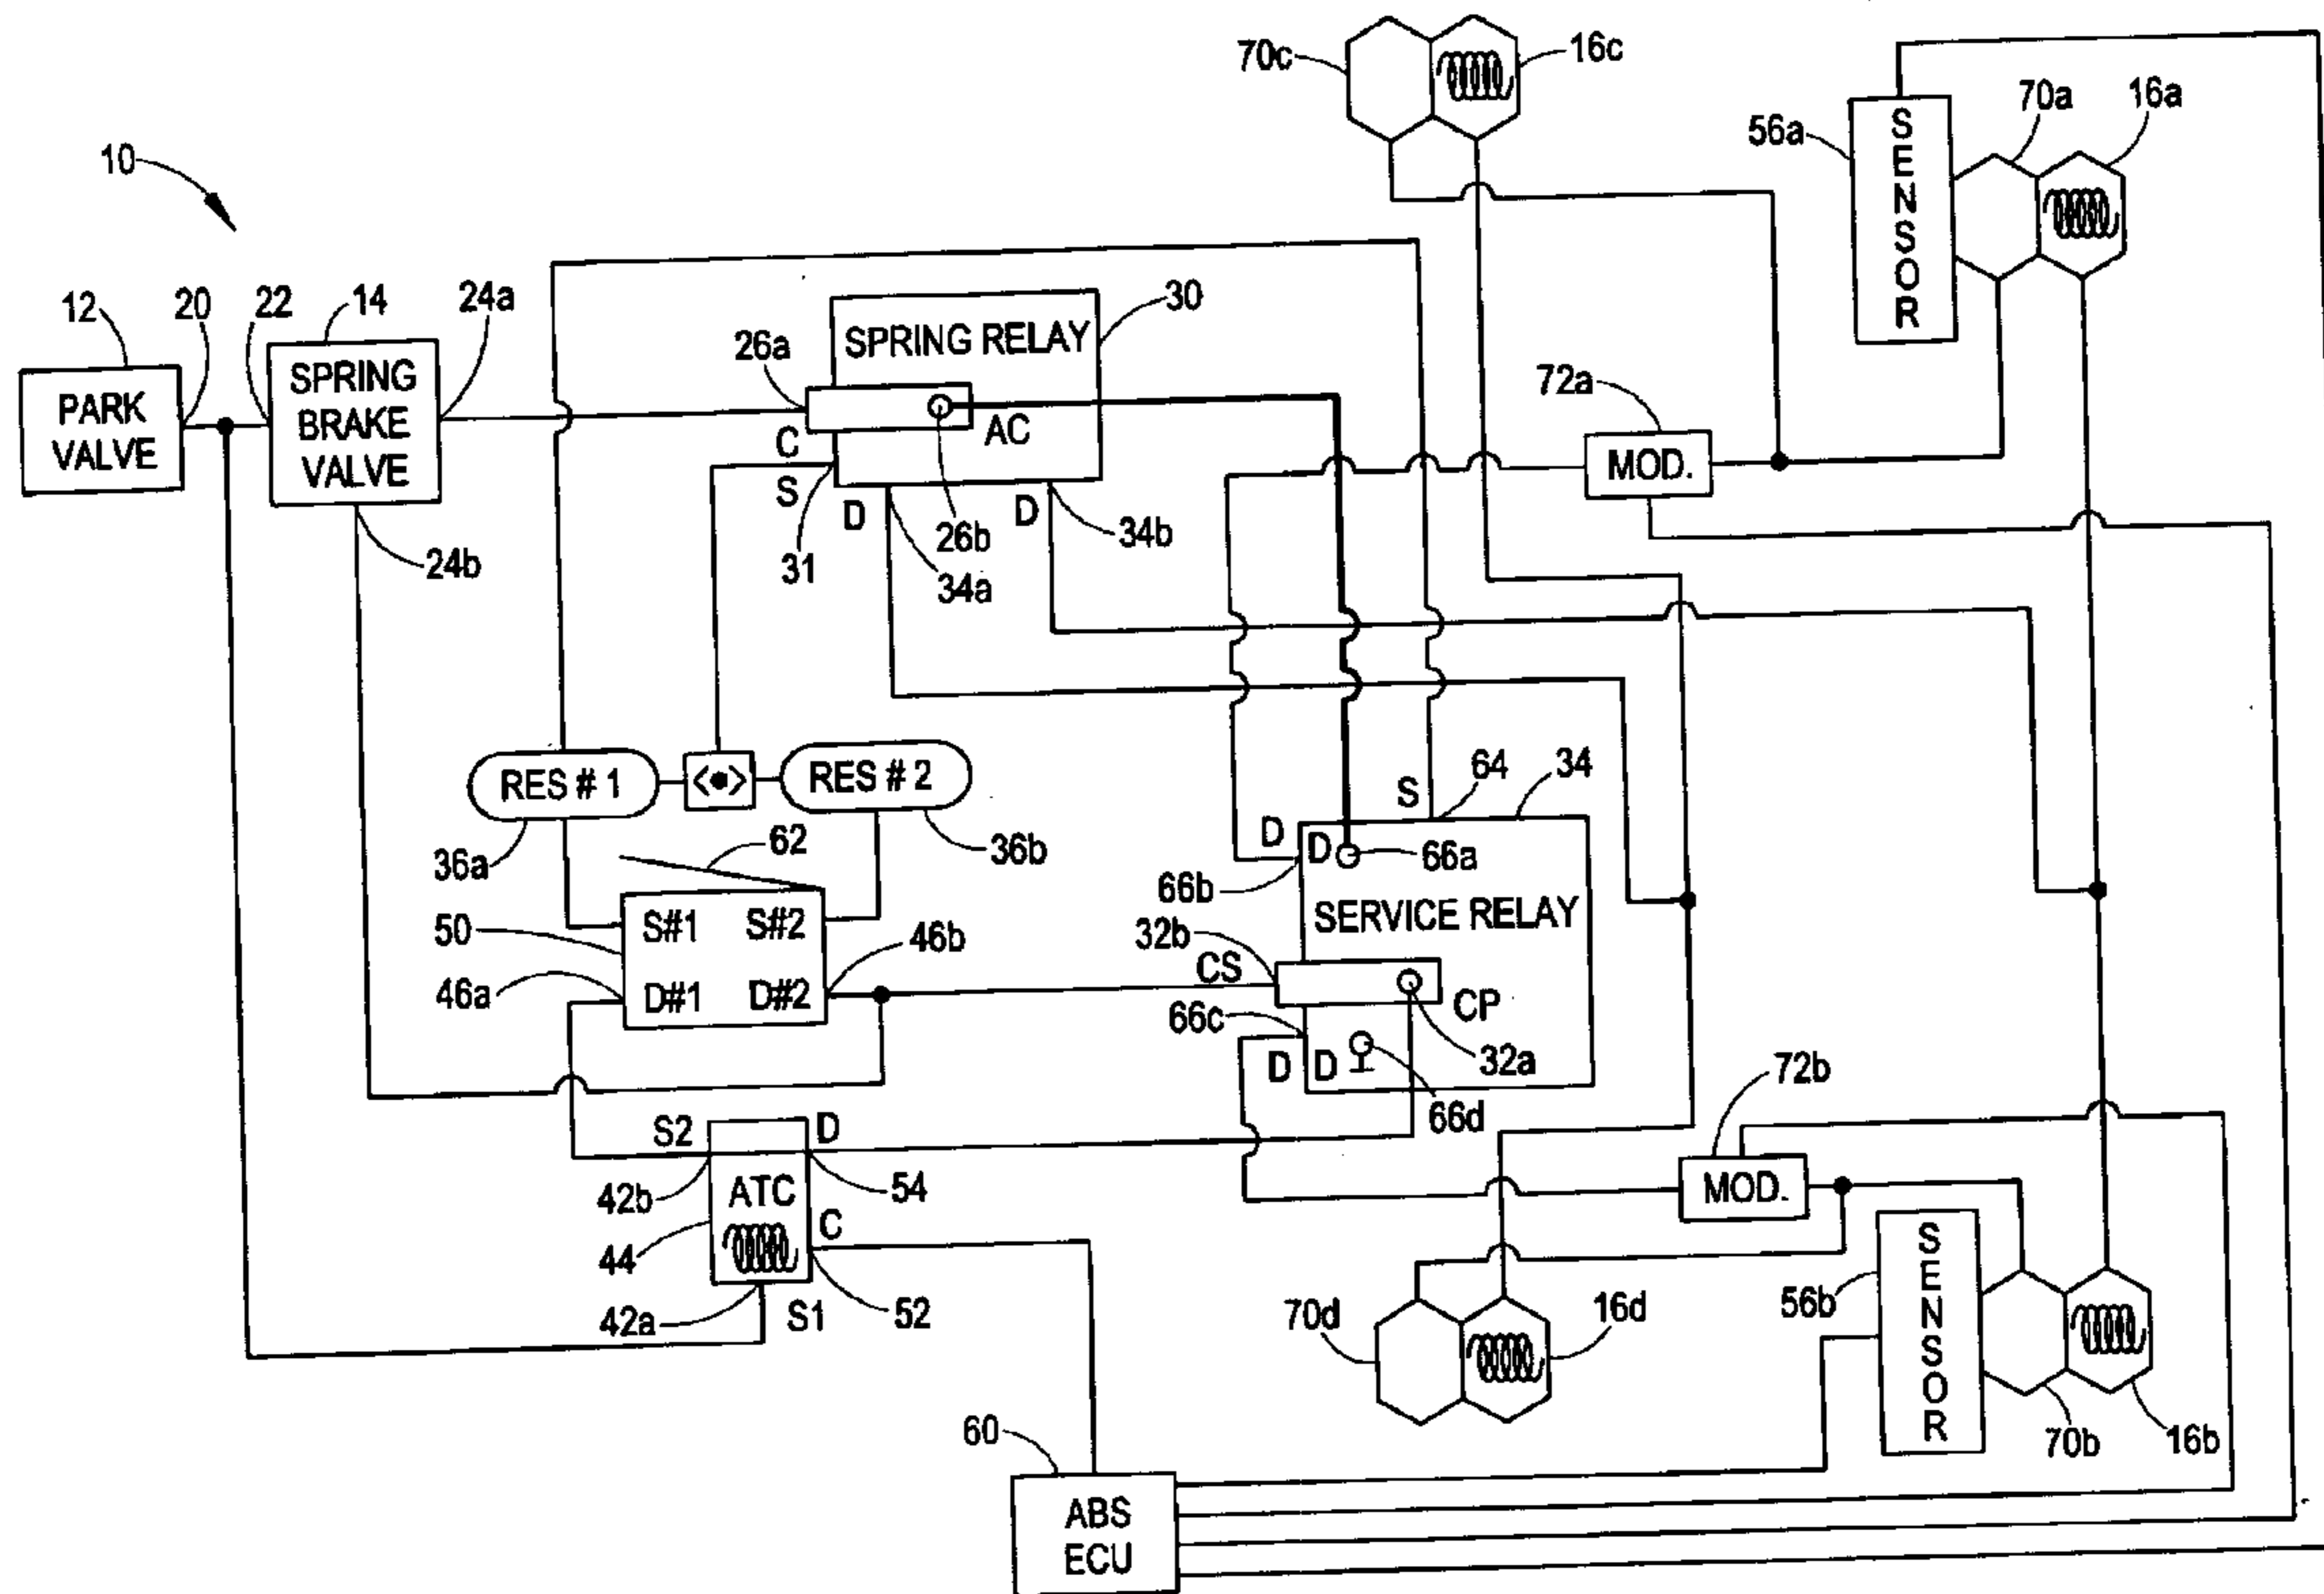 70c
16c
70a
16a
56a
SENSOR
10
12
20
22
14
24a
30
SPRING RELAY
26a
PARK
VALVE
SPRING
BRAKE
VALVE
AC
C
S
D
D
26b
34b
31
34a
24b
72a
MOD.
RES # 1
<•>
RES # 2
36a
62
36b
S
64
34
D
D
66a
66b
SERVICE RELAY
50
S#1
S#2
46b
32b
CS
46a
D#1
D#2
CP
66c
D
D
32a
66d
72b
S2
D
42b
ATC
54
MOD.
44
C
42a
S1
52
70d
16d
56b
SENSOR
70b
16b
60
ABS
ECU